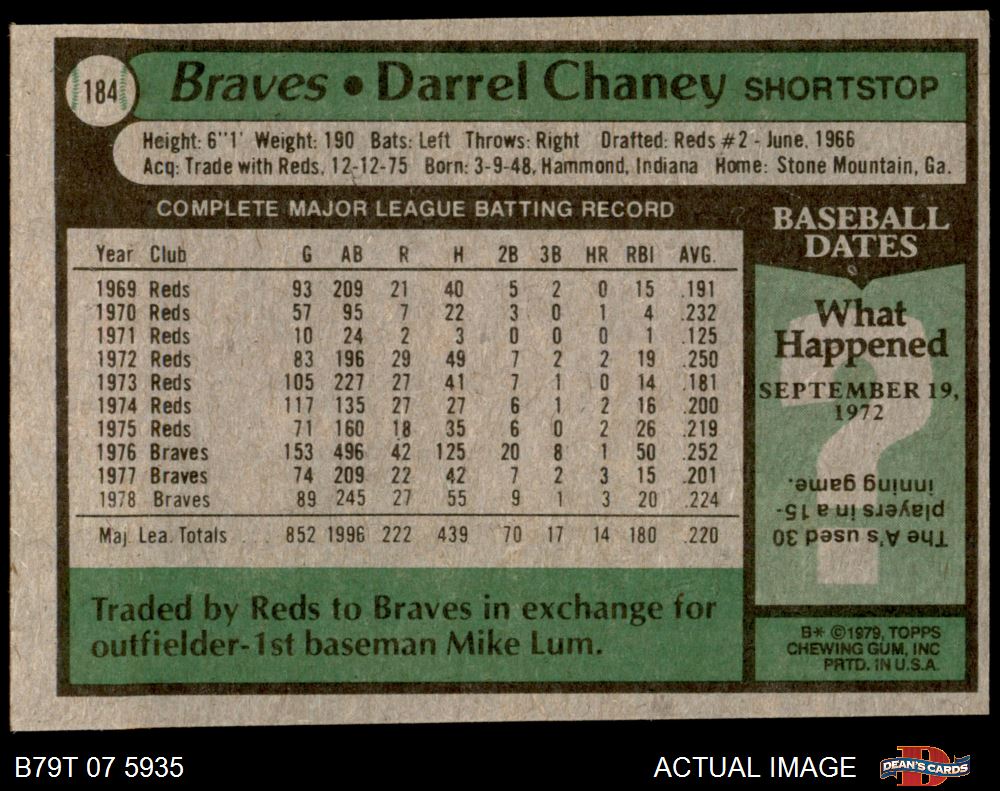 184
Braves • Darrel Chaney SHORTSTOP
Height: 6"1' Weight: 190 Bats: Left Throws: Right Drafted: Reds #2 - June, 1966
Acq: Trade with Reds, 12-12-75 Born: 3-9-48, Hammond, Indiana Home: Stone Mountain, Ga.
COMPLETE MAJOR LEAGUE BATTING RECORD
Year Club G AB R H 2B 3B HR RBI AVG.
1969 Reds 93 209 21 40 5 2 0 15 .191
1970 Reds 57 95 7 22 3 0 1 4 .232
1971 Reds 10 24 2 3 0 0 0 1 .125
1972 Reds 83 196 29 49 7 2 2 19 .250
1973 Reds 105 227 27 41 7 1 0 14 .181
1974 Reds 117 135 27 27 6 1 2 16 .200
1975 Reds 71 160 18 35 6 0 2 26 .219
1976 Braves 153 496 42 125 20 8 1 50 .252
1977 Braves 74 209 22 42 7 2 3 15 .201
1978 Braves 89 245 27 55 9 1 3 20 .224
Maj. Lea. Totals . . . 852 1996 222 439 70 17 14 180 .220
Traded by Reds to Braves in exchange for
outfielder-1st baseman Mike Lum.
BASEBALL
DATES
?
What
Happened
SEPTEMBER 19,
1972
The A's used 30
players in a 15-
inning game.
B* ©1979, TOPPS
CHEWING GUM, INC
PRTD. IN U.S.A.
B79T 07 5935
ACTUAL IMAGE
D
DEAN'S CARDS